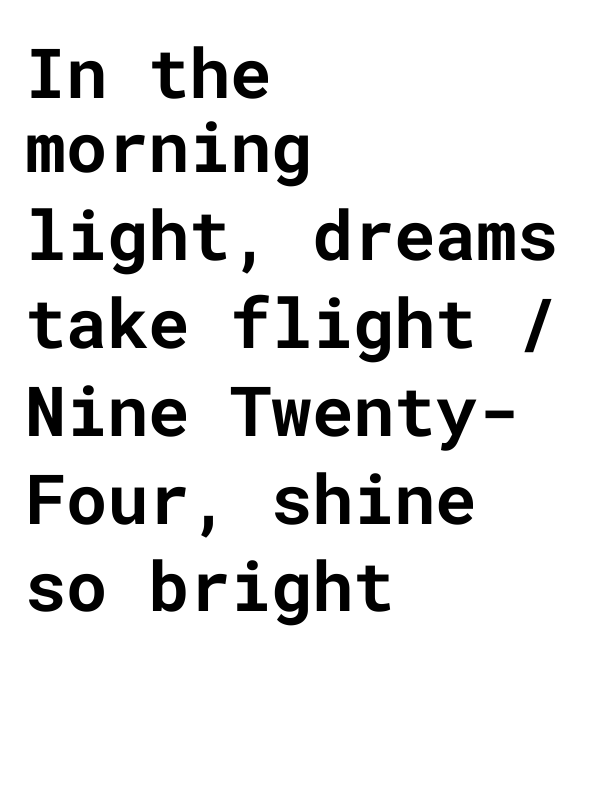 In the
morning
light, dreams
take flight /
Nine Twenty-
Four, shine
so bright